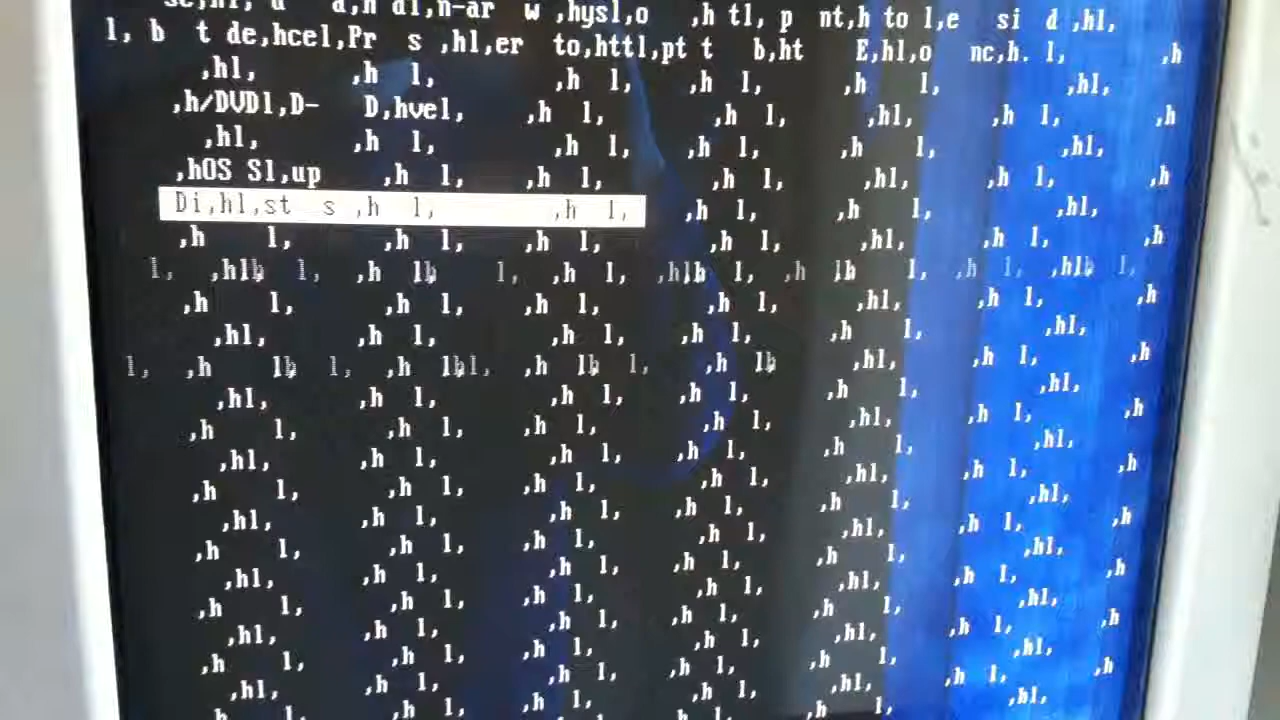 l, b t de,hcel,Pr s ,hl,er to,httl,pt t b,ht E,hl,o nc,h. l, ,h
,hl, ,h l, ,h l, ,h l, ,h l, ,hl,
,h/DVDl,D- D,hvel, ,h l, ,h l, ,hl, ,h l, ,h
,hl, ,h l, ,h l, ,h l, ,h l, ,hl,
,hOS Sl,up ,h l, ,h l, ,h l, ,hl, ,h l, ,h
Di,hl,st s ,h l, ,h l, ,h l, ,h l, ,hl,
,h l, ,h l, ,h l, ,h l, ,hl, ,h l, ,h
,h l, ,h l, ,h l, ,h l, ,hl, ,h l, ,h
,hl, ,h l, ,h l, ,h l, ,h l, ,hl,
,hl, ,h l, ,h l, ,h l, ,h l, ,hl,
,h l, ,h l, ,h l, ,h l, ,hl, ,h l, ,h
,hl, ,h l, ,h l, ,h l, ,h l, ,hl,
,h l, ,h l, ,h l, ,h l, ,hl, ,h l, ,h
,hl, ,h l, ,h l, ,h l, ,h l, ,hl,
,h l, ,h l, ,h l, ,h l, ,hl, ,h l, ,h
,hl, ,h l, ,h l, ,h l, ,h l, ,hl,
,h l, ,h l, ,h l, ,h l, ,hl, ,h l, ,h
,hl, ,h l, ,h l, ,h l, ,h l, ,hl,
,h l, ,h l, ,h l, ,h l, ,hl, ,h l, ,h
,hl, ,h l, ,h l, ,h l, ,h l, ,hl,